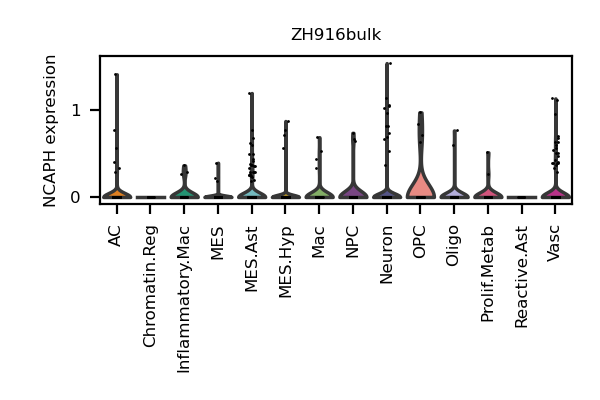 ZH916bulk
NCAPH expression
1
0
AC
Chromatin.Reg
Inflammatory.Mac
MES
MES.Ast
MES.Hyp
Mac
NPC
Neuron
OPC
Oligo
Prolif.Metab
Reactive.Ast
Vasc